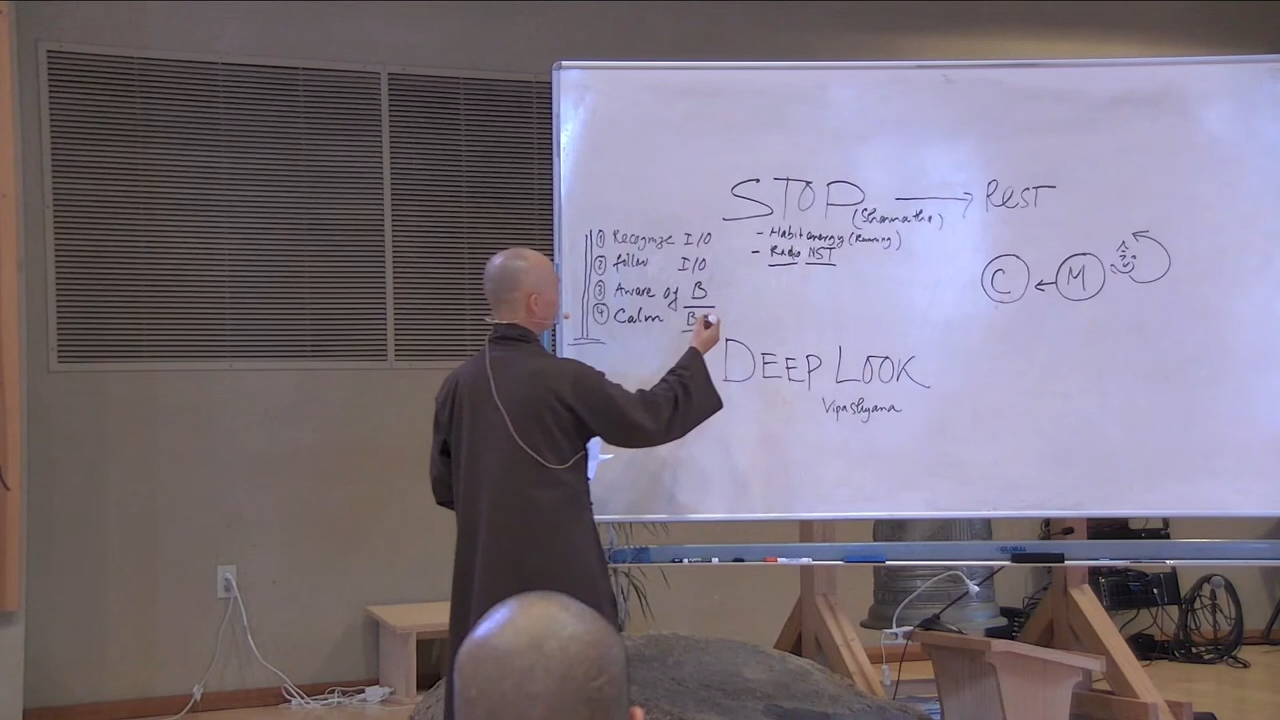 STOP → REST
(Shamatha)
- Habit energy (Running)
- Radio NST
① Recognize I/O
② follow I/O
③ Aware of B
④ Calm B
C ← M
DEEP LOOK
Vipashyana
GLOBAL